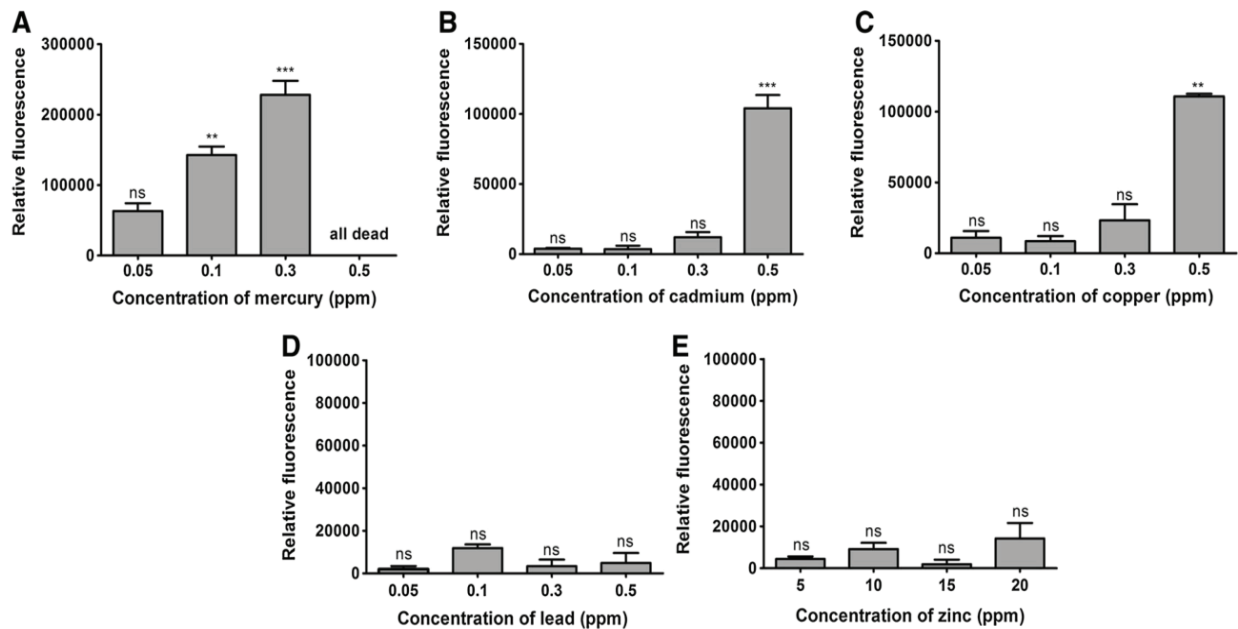 A
Relative fluorescence
300000
200000
100000
0
ns
**
***
all dead
0.05 0.1 0.3 0.5
Concentration of mercury (ppm)
B
Relative fluorescence
150000
100000
50000
0
ns ns ns ***
0.05 0.1 0.3 0.5
Concentration of cadmium (ppm)
C
Relative fluorescence
150000
100000
50000
0
ns ns ns **
0.05 0.1 0.3 0.5
Concentration of copper (ppm)
D
Relative fluorescence
100000
80000
60000
40000
20000
0
ns ns ns ns
0.05 0.1 0.3 0.5
Concentration of lead (ppm)
E
Relative fluorescence
100000
80000
60000
40000
20000
0
ns ns ns ns
5 10 15 20
Concentration of zinc (ppm)